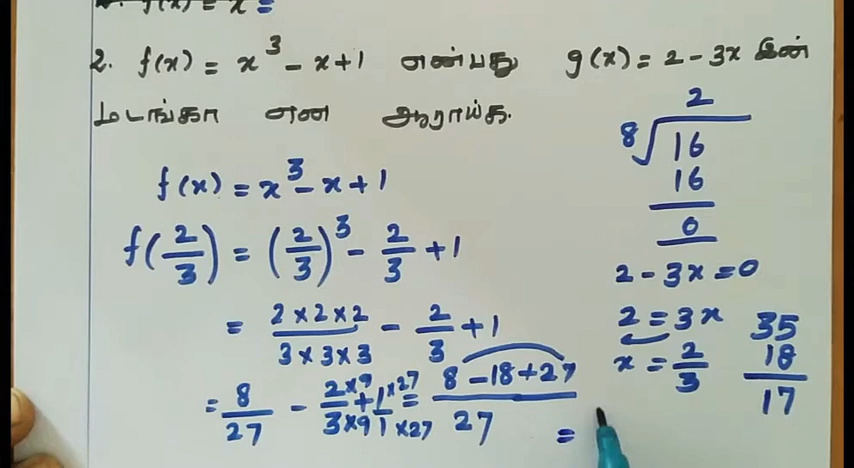 f(x) = x =
2. f(x) = x³ - x + 1 என்பது g(x) = 2 - 3x இன்
மடங்கா என ஆராய்க.
f(x) = x³ - x + 1
f(2/3) = (2/3)³ - 2/3 + 1
= 2 × 2 × 2 / 3 × 3 × 3 - 2/3 + 1
= 8/27 - 2×9/3×9 + 1×27/1×27 = 8 - 18 + 27 / 27 =
2
8√16
16
0
2 - 3x = 0
2 = 3x
x = 2/3
35
18
17